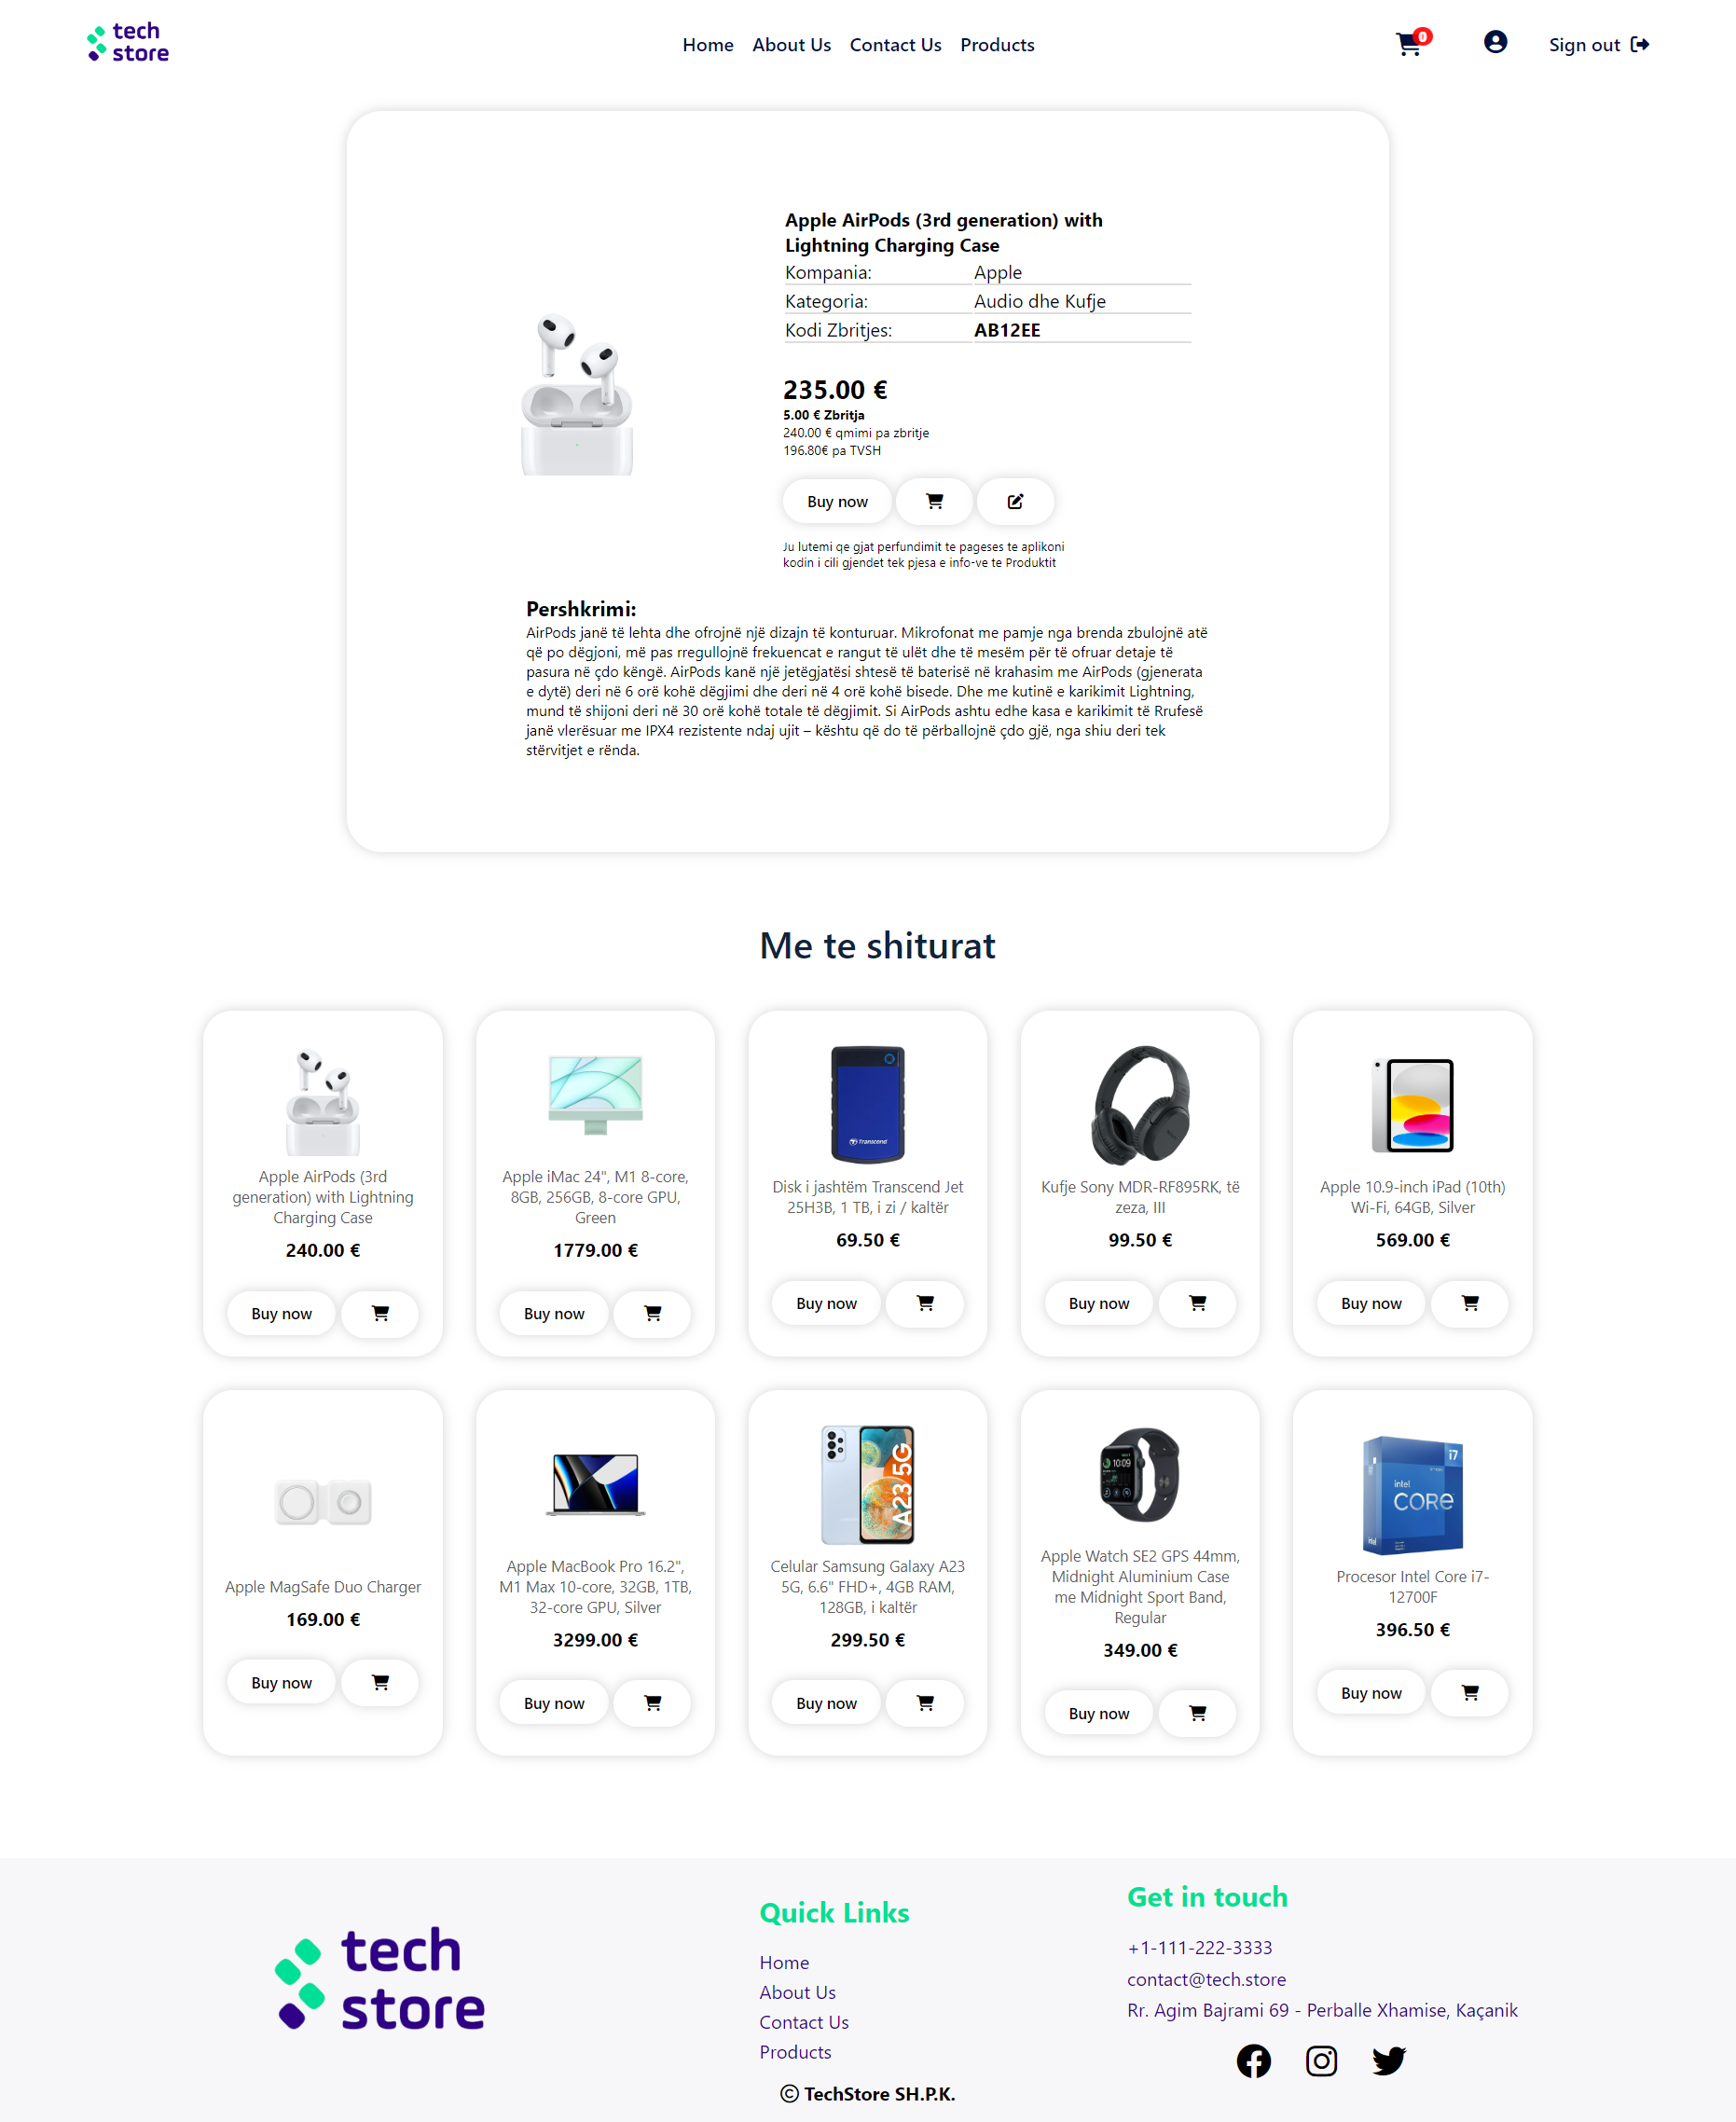 tech
store
Home About Us Contact Us Products
0
Sign out
Apple AirPods (3rd generation) with
Lightning Charging Case
Kompania: Apple
Kategoria: Audio dhe Kufje
Kodi Zbritjes: AB12EE
235.00 €
5.00 € Zbritja
240.00 € qmimi pa zbritje
196.80€ pa TVSH
Buy now
Ju lutemi qe gjat perfundimit te pageses te aplikoni
kodin i cili gjendet tek pjesa e info-ve te Produktit
Pershkrimi:
AirPods janë të lehta dhe ofrojnë një dizajn të konturuar. Mikrofonat me pamje nga brenda zbulojnë atë
që po dëgjoni, më pas rregullojnë frekuencat e rangut të ulët dhe të mesëm për të ofruar detaje të
pasura në çdo këngë. AirPods kanë një jetëgjatësi shtesë të baterisë në krahasim me AirPods (gjenerata
e dytë) deri në 6 orë kohë dëgjimi dhe deri në 4 orë kohë bisede. Dhe me kutinë e karikimit Lightning,
mund të shijoni deri në 30 orë kohë totale të dëgjimit. Si AirPods ashtu edhe kasa e karikimit të Rrufesë
janë vlerësuar me IPX4 rezistente ndaj ujit – kështu që do të përballojnë çdo gjë, nga shiu deri tek
stërvitjet e rënda.
Me te shiturat
Apple AirPods (3rd
generation) with Lightning
Charging Case
240.00 €
Buy now
Apple iMac 24", M1 8-core,
8GB, 256GB, 8-core GPU,
Green
1779.00 €
Buy now
Transcend
Disk i jashtëm Transcend Jet
25H3B, 1 TB, i zi / kaltër
69.50 €
Buy now
Kufje Sony MDR-RF895RK, të
zeza, III
99.50 €
Buy now
Apple 10.9-inch iPad (10th)
Wi-Fi, 64GB, Silver
569.00 €
Buy now
Apple MagSafe Duo Charger
169.00 €
Buy now
Apple MacBook Pro 16.2",
M1 Max 10-core, 32GB, 1TB,
32-core GPU, Silver
3299.00 €
Buy now
A23 5G
Celular Samsung Galaxy A23
5G, 6.6" FHD+, 4GB RAM,
128GB, i kaltër
299.50 €
Buy now
10:09
Apple Watch SE2 GPS 44mm,
Midnight Aluminium Case
me Midnight Sport Band,
Regular
349.00 €
Buy now
i7
intel
CORE
intel
Procesor Intel Core i7-
12700F
396.50 €
Buy now
tech
store
Quick Links
Home
About Us
Contact Us
Products
Get in touch
+1-111-222-3333
contact@tech.store
Rr. Agim Bajrami 69 - Perballe Xhamise, Kaçanik
© TechStore SH.P.K.